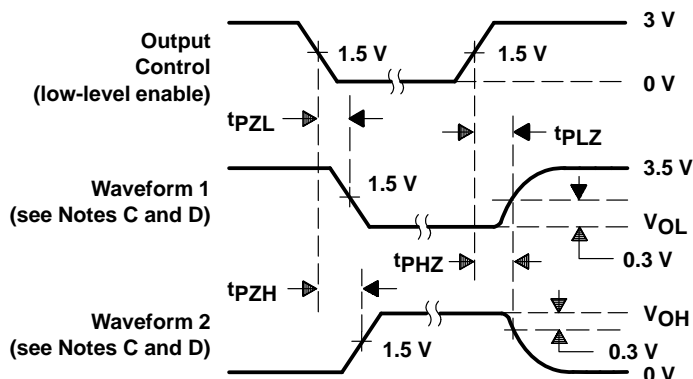 3 V
Output
Control
(low-level enable)
1.5 V
1.5 V
0 V
tPZL
tPLZ
3.5 V
Waveform 1
(see Notes C and D)
1.5 V
VOL
0.3 V
tPHZ
tPZH
VOH
Waveform 2
(see Notes C and D)
1.5 V
0.3 V
0 V